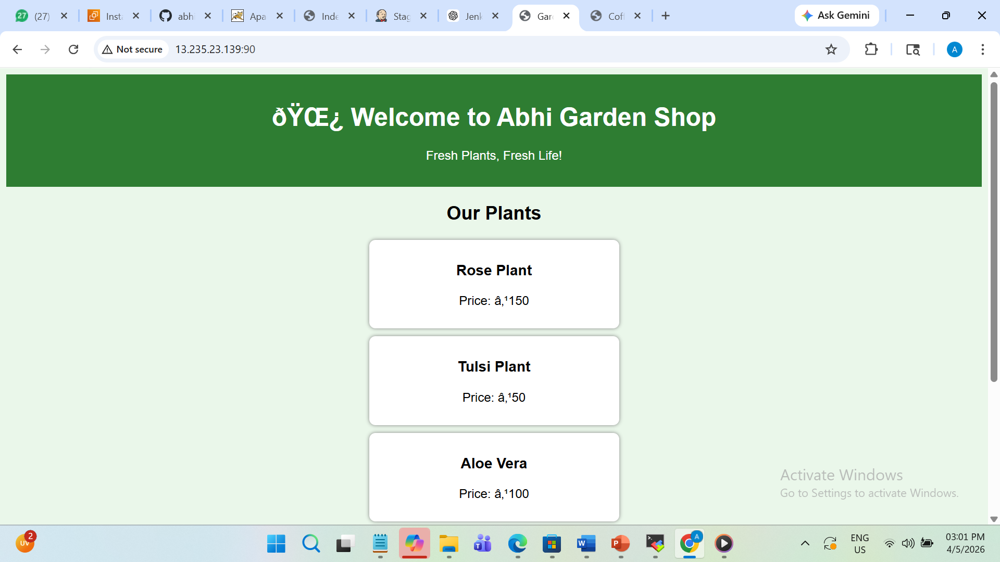 27 (27)
Inst
abhi
Apa
Inde
Stag
Jenk
Gar
Coff
Ask Gemini
Not secure
13.235.23.139:90
A
ðŸŒ¿ Welcome to Abhi Garden Shop
Fresh Plants, Fresh Life!
Our Plants
Rose Plant
Price: â‚¹150
Tulsi Plant
Price: â‚¹50
Aloe Vera
Price: â‚¹100
Activate Windows
Go to Settings to activate Windows.
UV
2
T
W
P
A
ENG
US
03:01 PM
4/5/2026